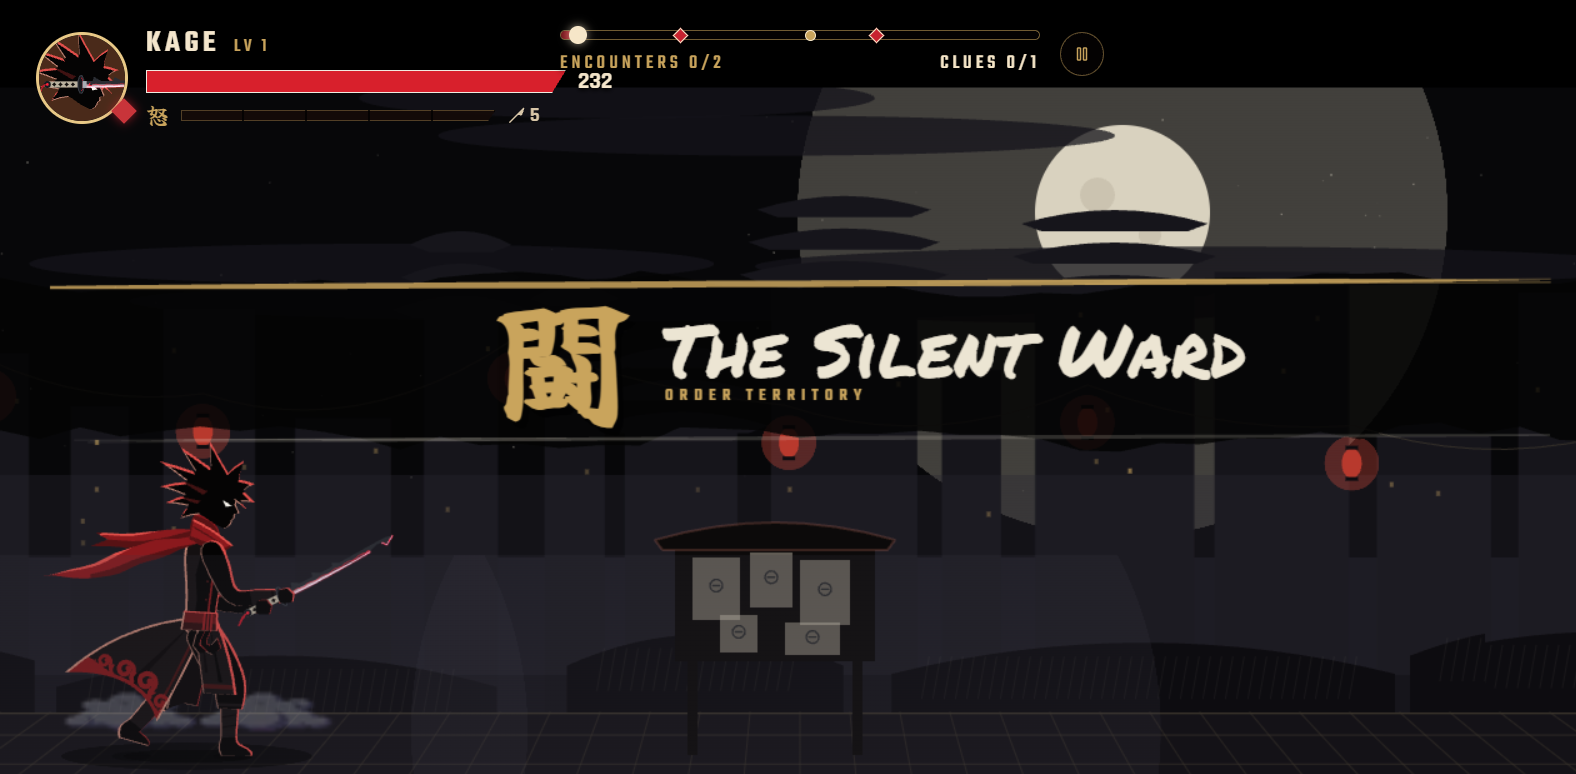 KAGE LV 1
232
怒 5
ENCOUNTERS 0/2
CLUES 0/1
闇 THE SILENT WARD
ORDER TERRITORY